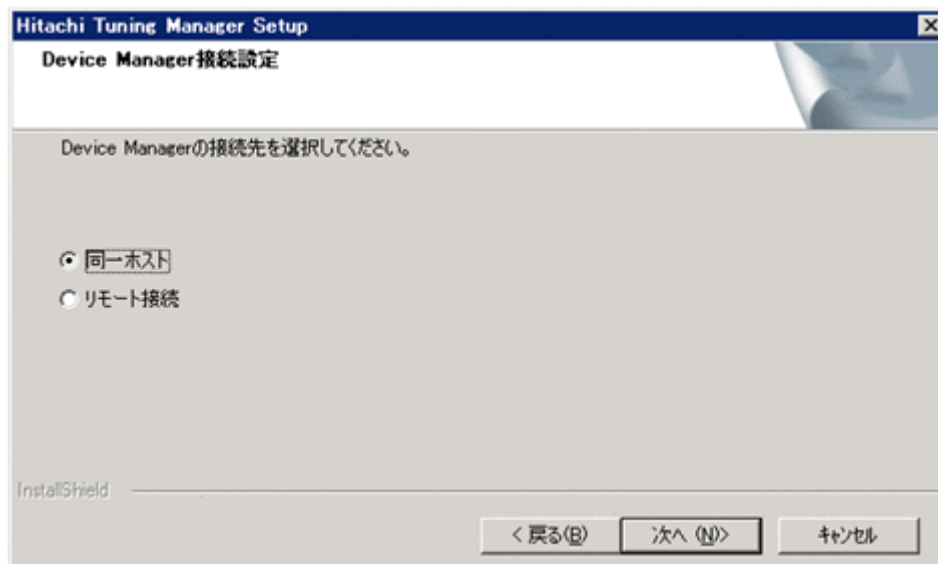 Hitachi Tuning Manager Setup
Device Manager接続設定
Device Managerの接続先を選択してください。
同一ホスト
リモート接続
InstallShield
< 戻る(B) 次へ (N)> キャンセル